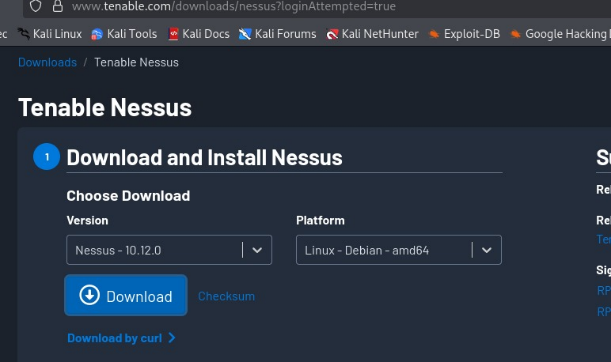 www.tenable.com/downloads/nessus?loginAttempted=true
ec Kali Linux Kali Tools Kali Docs Kali Forums Kali NetHunter Exploit-DB Google Hacking
Downloads / Tenable Nessus
Tenable Nessus
1 Download and Install Nessus
Choose Download
Version Platform
Nessus - 10.12.0 Linux - Debian - amd64
Download Checksum
Download by curl
Su
Re
Re
Te
Sig
RP
RP